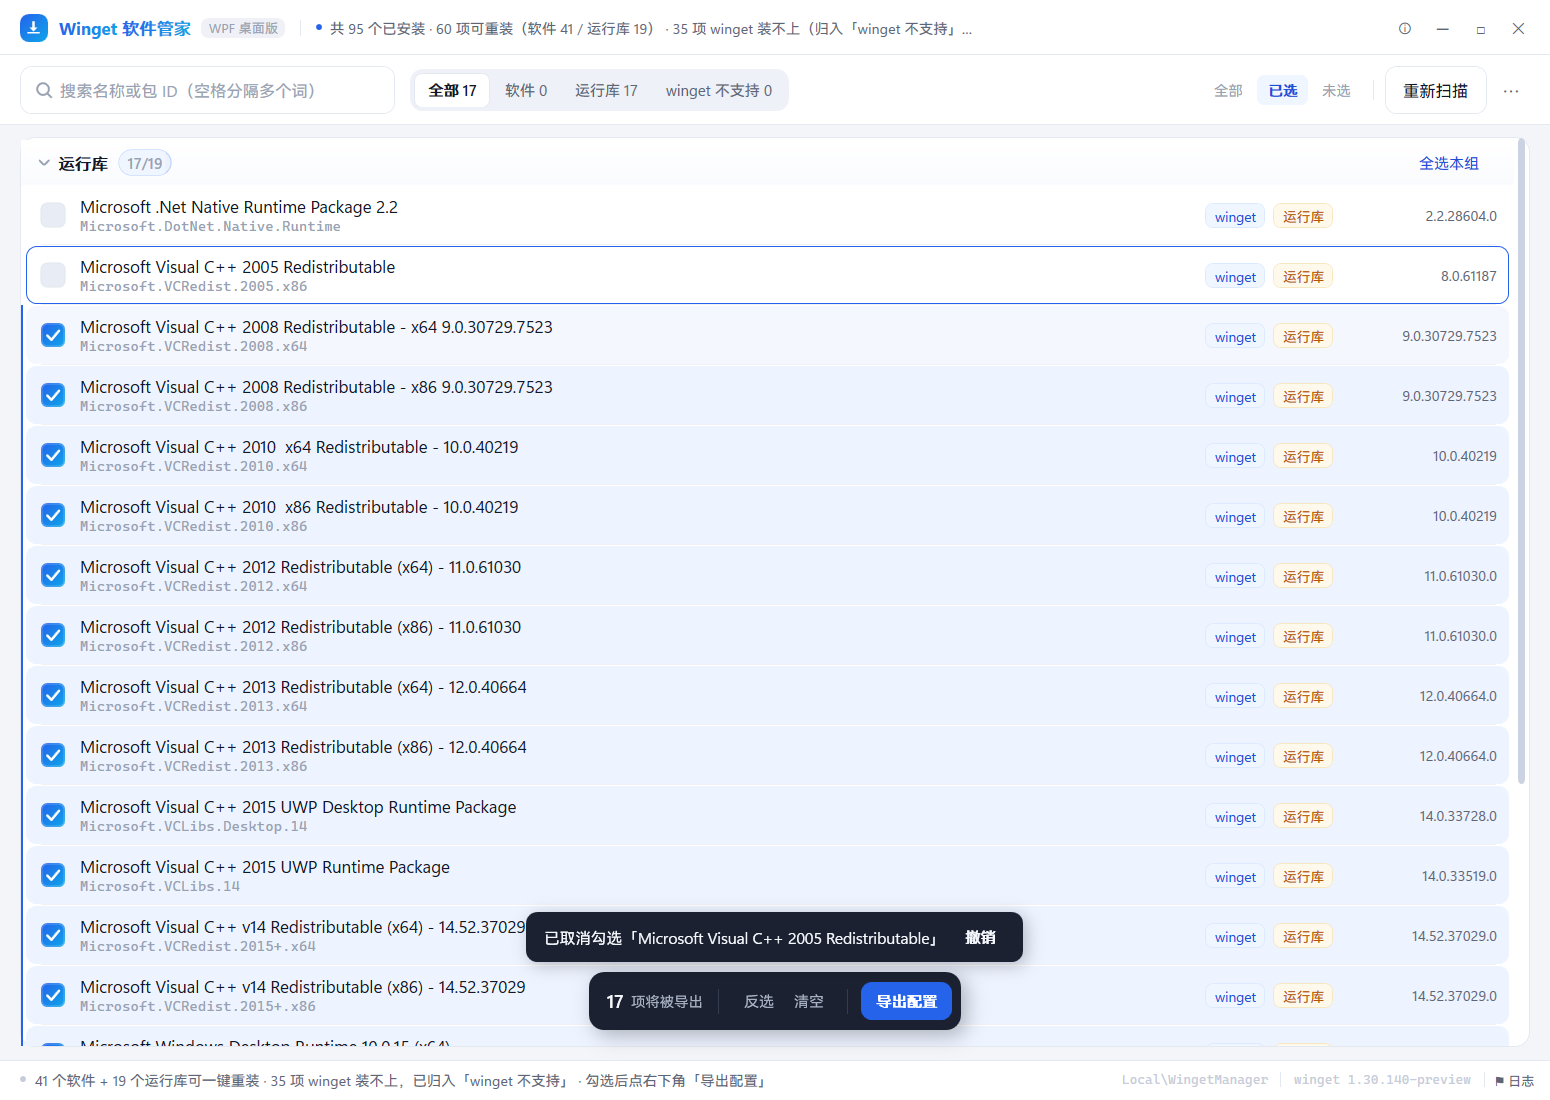 Winget 软件管家 WPF 桌面版 共 95 个已安装 · 60 项可重装（软件 41 / 运行库 19） · 35 项 winget 装不上（归入「winget 不支持」...
搜索名称或包 ID（空格分隔多个词） 全部 17 软件 0 运行库 17 winget 不支持 0 全部 已选 未选 重新扫描 ...
运行库 17/19 全选本组
Microsoft .Net Native Runtime Package 2.2
Microsoft.DotNet.Native.Runtime
winget 运行库 2.2.28604.0
Microsoft Visual C++ 2005 Redistributable
Microsoft.VCRedist.2005.x86
winget 运行库 8.0.61187
Microsoft Visual C++ 2008 Redistributable - x64 9.0.30729.7523
Microsoft.VCRedist.2008.x64
winget 运行库 9.0.30729.7523
Microsoft Visual C++ 2008 Redistributable - x86 9.0.30729.7523
Microsoft.VCRedist.2008.x86
winget 运行库 9.0.30729.7523
Microsoft Visual C++ 2010  x64 Redistributable - 10.0.40219
Microsoft.VCRedist.2010.x64
winget 运行库 10.0.40219
Microsoft Visual C++ 2010  x86 Redistributable - 10.0.40219
Microsoft.VCRedist.2010.x86
winget 运行库 10.0.40219
Microsoft Visual C++ 2012 Redistributable (x64) - 11.0.61030
Microsoft.VCRedist.2012.x64
winget 运行库 11.0.61030.0
Microsoft Visual C++ 2012 Redistributable (x86) - 11.0.61030
Microsoft.VCRedist.2012.x86
winget 运行库 11.0.61030.0
Microsoft Visual C++ 2013 Redistributable (x64) - 12.0.40664
Microsoft.VCRedist.2013.x64
winget 运行库 12.0.40664.0
Microsoft Visual C++ 2013 Redistributable (x86) - 12.0.40664
Microsoft.VCRedist.2013.x86
winget 运行库 12.0.40664.0
Microsoft Visual C++ 2015 UWP Desktop Runtime Package
Microsoft.VCLibs.Desktop.14
winget 运行库 14.0.33728.0
Microsoft Visual C++ 2015 UWP Runtime Package
Microsoft.VCLibs.14
winget 运行库 14.0.33519.0
Microsoft Visual C++ v14 Redistributable (x64) - 14.52.37029
Microsoft.VCRedist.2015+.x64
winget 运行库 14.52.37029.0
已取消勾选「Microsoft Visual C++ 2005 Redistributable」 撤销
Microsoft Visual C++ v14 Redistributable (x86) - 14.52.37029
Microsoft.VCRedist.2015+.x86
winget 运行库 14.52.37029.0
17 项将被导出 反选 清空 导出配置
Microsoft Windows Desktop Runtime 10.0.15 (x64)
41 个软件 + 19 个运行库可一键重装 · 35 项 winget 装不上，已归入「winget 不支持」 · 勾选后点右下角「导出配置」
Local\WingetManager winget 1.30.140-preview 日志